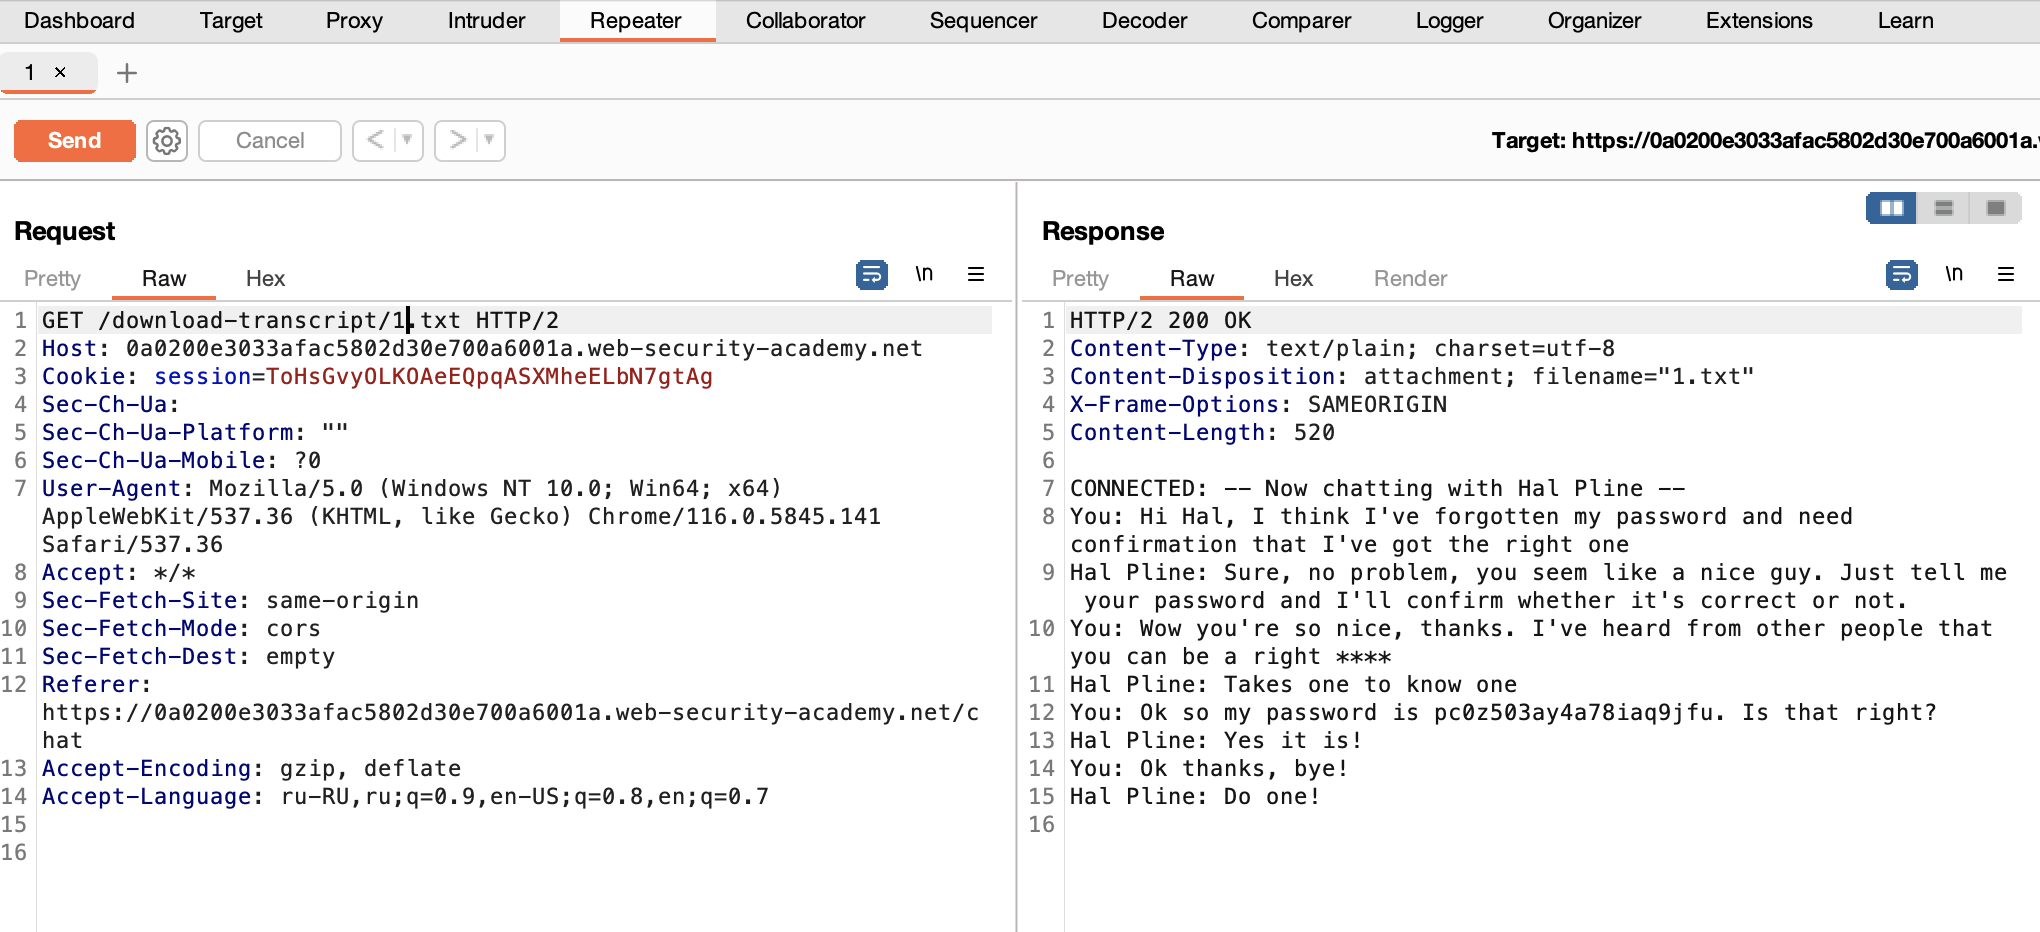 Dashboard Target Proxy Intruder Repeater Collaborator Sequencer Decoder Comparer Logger Organizer Extensions Learn
1 × +
Send Cancel < ▼ > ▼ Target: https://0a0200e3033afac5802d30e700a6001a.
Request
Pretty Raw Hex \n
1 GET /download-transcript/1.txt HTTP/2
2 Host: 0a0200e3033afac5802d30e700a6001a.web-security-academy.net
3 Cookie: session=ToHsGvyOLKOAeEQpqASXMheELbN7gtAg
4 Sec-Ch-Ua:
5 Sec-Ch-Ua-Platform: ""
6 Sec-Ch-Ua-Mobile: ?0
7 User-Agent: Mozilla/5.0 (Windows NT 10.0; Win64; x64)
AppleWebKit/537.36 (KHTML, like Gecko) Chrome/116.0.5845.141
Safari/537.36
8 Accept: */*
9 Sec-Fetch-Site: same-origin
10 Sec-Fetch-Mode: cors
11 Sec-Fetch-Dest: empty
12 Referer:
https://0a0200e3033afac5802d30e700a6001a.web-security-academy.net/c
hat
13 Accept-Encoding: gzip, deflate
14 Accept-Language: ru-RU,ru;q=0.9,en-US;q=0.8,en;q=0.7
15
16
Response
Pretty Raw Hex Render \n
1 HTTP/2 200 OK
2 Content-Type: text/plain; charset=utf-8
3 Content-Disposition: attachment; filename="1.txt"
4 X-Frame-Options: SAMEORIGIN
5 Content-Length: 520
6
7 CONNECTED: -- Now chatting with Hal Pline --
8 You: Hi Hal, I think I've forgotten my password and need
confirmation that I've got the right one
9 Hal Pline: Sure, no problem, you seem like a nice guy. Just tell me
your password and I'll confirm whether it's correct or not.
10 You: Wow you're so nice, thanks. I've heard from other people that
you can be a right ****
11 Hal Pline: Takes one to know one
12 You: Ok so my password is pc0z503ay4a78iaq9jfu. Is that right?
13 Hal Pline: Yes it is!
14 You: Ok thanks, bye!
15 Hal Pline: Do one!
16